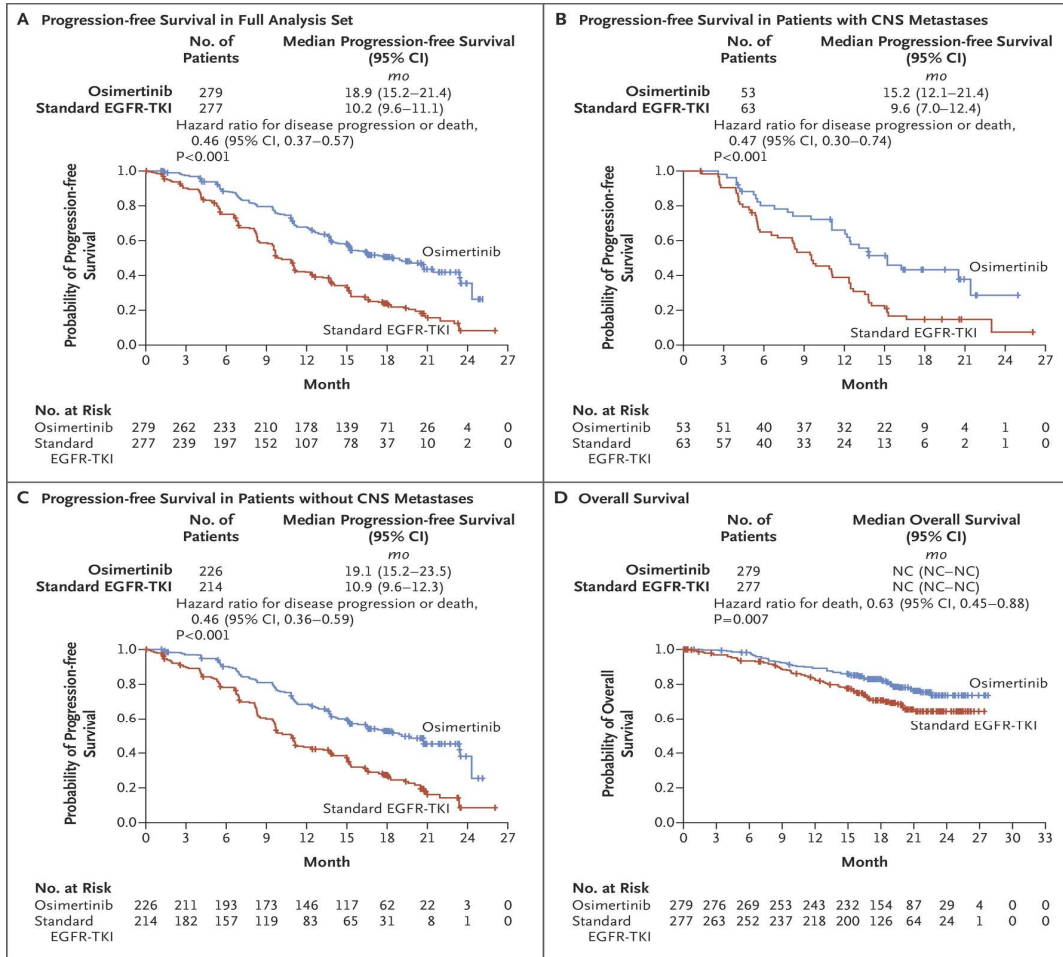 A Progression-free Survival in Full Analysis Set
No. of Patients Median Progression-free Survival (95% CI)
mo
Osimertinib 279 18.9 (15.2–21.4)
Standard EGFR-TKI 277 10.2 (9.6–11.1)
Hazard ratio for disease progression or death,
0.46 (95% CI, 0.37–0.57)
P<0.001
Probability of Progression-free Survival
1.0
0.8
0.6
0.4
0.2
0.0
Osimertinib
Standard EGFR-TKI
0 3 6 9 12 15 18 21 24 27
Month
No. at Risk
Osimertinib 279 262 233 210 178 139 71 26 4 0
Standard EGFR-TKI 277 239 197 152 107 78 37 10 2 0
B Progression-free Survival in Patients with CNS Metastases
No. of Patients Median Progression-free Survival (95% CI)
mo
Osimertinib 53 15.2 (12.1–21.4)
Standard EGFR-TKI 63 9.6 (7.0–12.4)
Hazard ratio for disease progression or death,
0.47 (95% CI, 0.30–0.74)
P<0.001
Probability of Progression-free Survival
1.0
0.8
0.6
0.4
0.2
0.0
Osimertinib
Standard EGFR-TKI
0 3 6 9 12 15 18 21 24 27
Month
No. at Risk
Osimertinib 53 51 40 37 32 22 9 4 1 0
Standard EGFR-TKI 63 57 40 33 24 13 6 2 1 0
C Progression-free Survival in Patients without CNS Metastases
No. of Patients Median Progression-free Survival (95% CI)
mo
Osimertinib 226 19.1 (15.2–23.5)
Standard EGFR-TKI 214 10.9 (9.6–12.3)
Hazard ratio for disease progression or death,
0.46 (95% CI, 0.36–0.59)
P<0.001
Probability of Progression-free Survival
1.0
0.8
0.6
0.4
0.2
0.0
Osimertinib
Standard EGFR-TKI
0 3 6 9 12 15 18 21 24 27
Month
No. at Risk
Osimertinib 226 211 193 173 146 117 62 22 3 0
Standard EGFR-TKI 214 182 157 119 83 65 31 8 1 0
D Overall Survival
No. of Patients Median Overall Survival (95% CI)
mo
Osimertinib 279 NC (NC–NC)
Standard EGFR-TKI 277 NC (NC–NC)
Hazard ratio for death, 0.63 (95% CI, 0.45–0.88)
P=0.007
Probability of Overall Survival
1.0
0.8
0.6
0.4
0.2
0.0
Osimertinib
Standard EGFR-TKI
0 3 6 9 12 15 18 21 24 27 30 33
Month
No. at Risk
Osimertinib 279 276 269 253 243 232 154 87 29 4 0 0
Standard EGFR-TKI 277 263 252 237 218 200 126 64 24 1 0 0